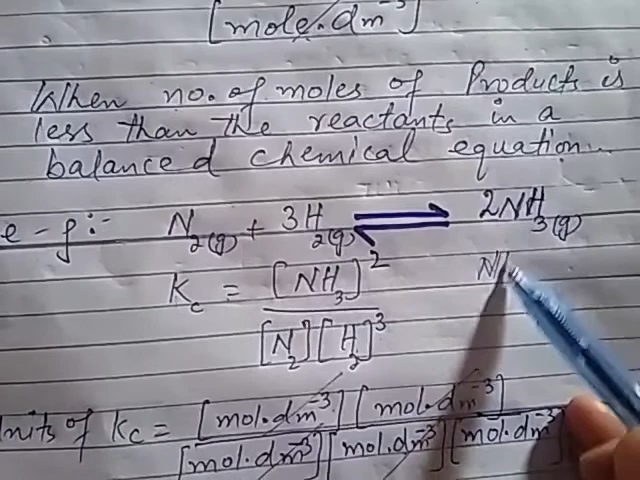 [mole.dm⁻³]
When no. of moles of Products is
less than the reactants in a
balanced chemical equation.
e-g:- N₂(g) + 3H₂(g) ⇌ 2NH₃(g)
Kc = [NH₃]² / [N₂][H₂]³
N
Units of Kc = [mol.dm⁻³][mol.dm⁻³]
[mol.dm⁻³][mol.dm⁻³][mol.dm⁻³]